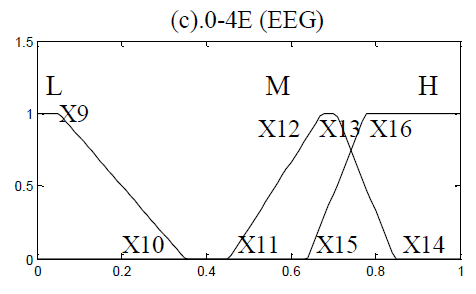 (c).0-4E (EEG)
1.5
L M H
1 X9 X12 X13 X16
0.5
X10 X11 X15 X14
0
0 0.2 0.4 0.6 0.8 1